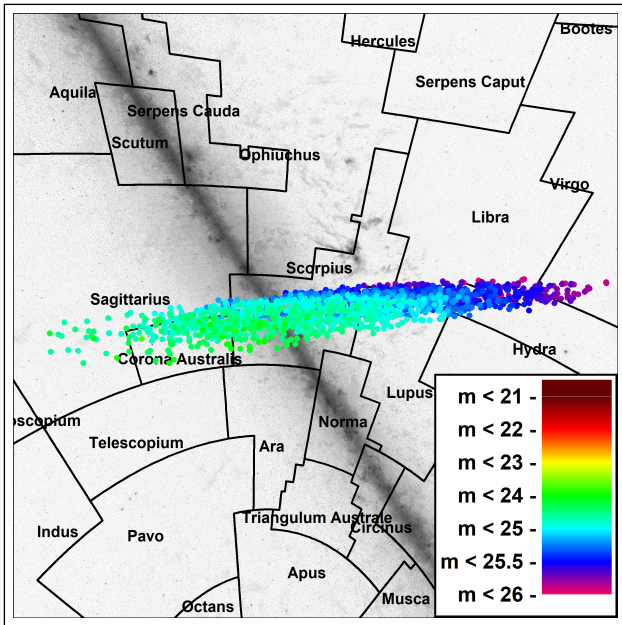 Bootes
Hercules
Serpens Caput
Aquila
Serpens Cauda
Scutum
Ophiuchus
Virgo
Libra
Scorpius
Sagittarius
Corona Australis
Hydra
Lupus
oscopium
Norma
Telescopium
Ara
Triangulum Australe
Circinus
Indus
Pavo
Apus
Octans
Musca
m < 21 -
m < 22 -
m < 23 -
m < 24 -
m < 25 -
m < 25.5 -
m < 26 -